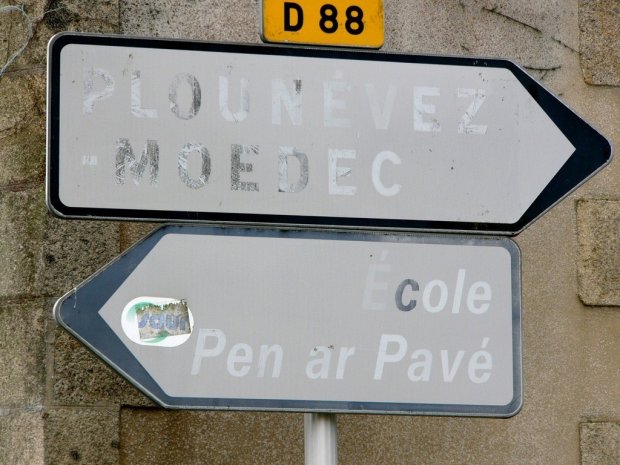 D 88
PLOUNÉVEZ
-MOEDEC
École
Pen ar Pavé